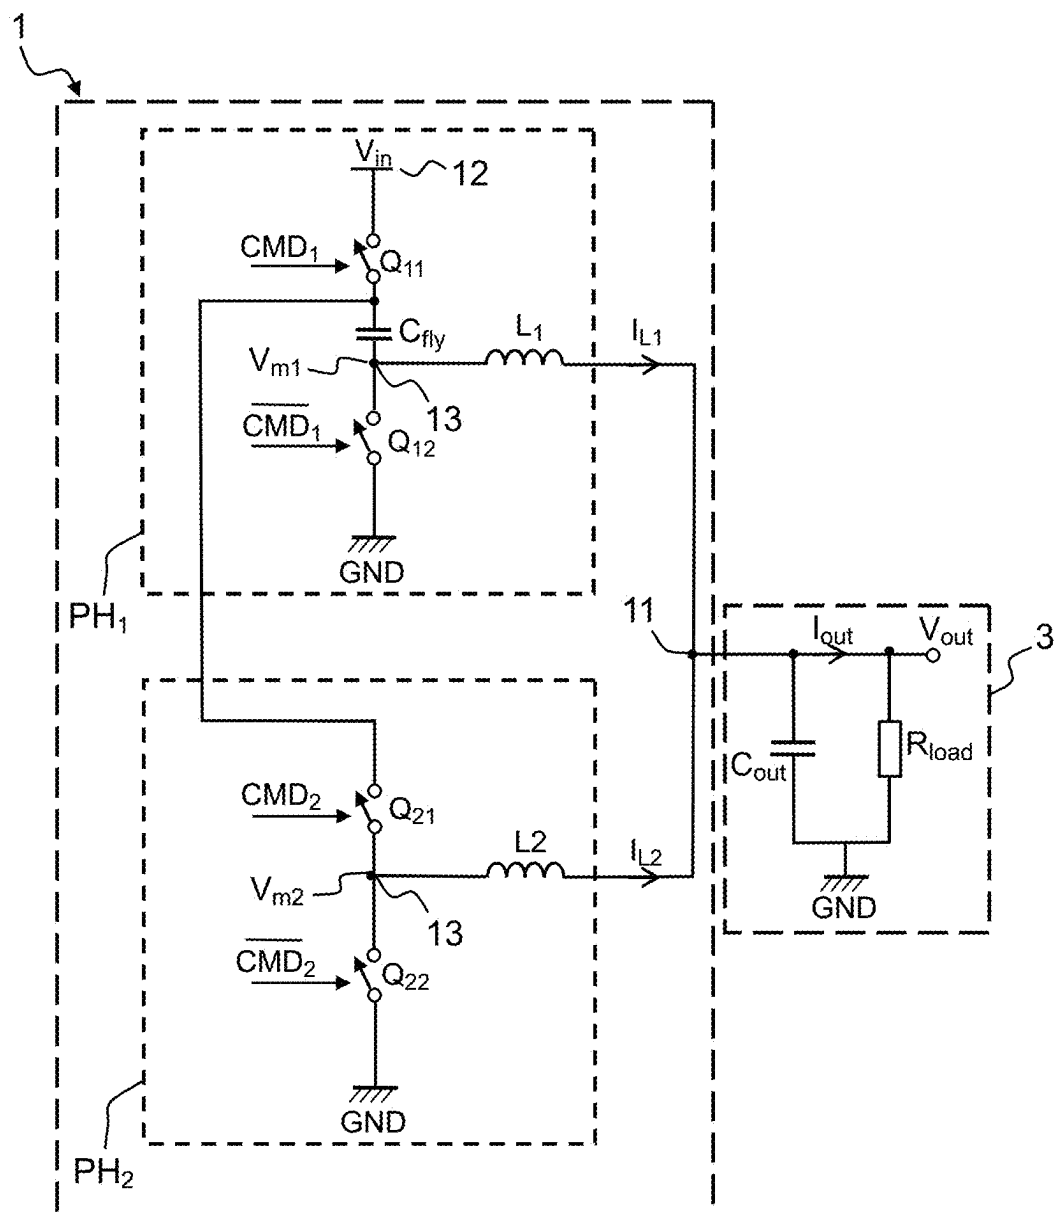 1
Vin
12
CMD1
Q11
Cfly
L1
IL1
Vm1
13
CMD1
Q12
GND
PH1
11
Iout
Vout
3
Cout
Rload
GND
CMD2
Q21
L2
IL2
Vm2
13
CMD2
Q22
GND
PH2